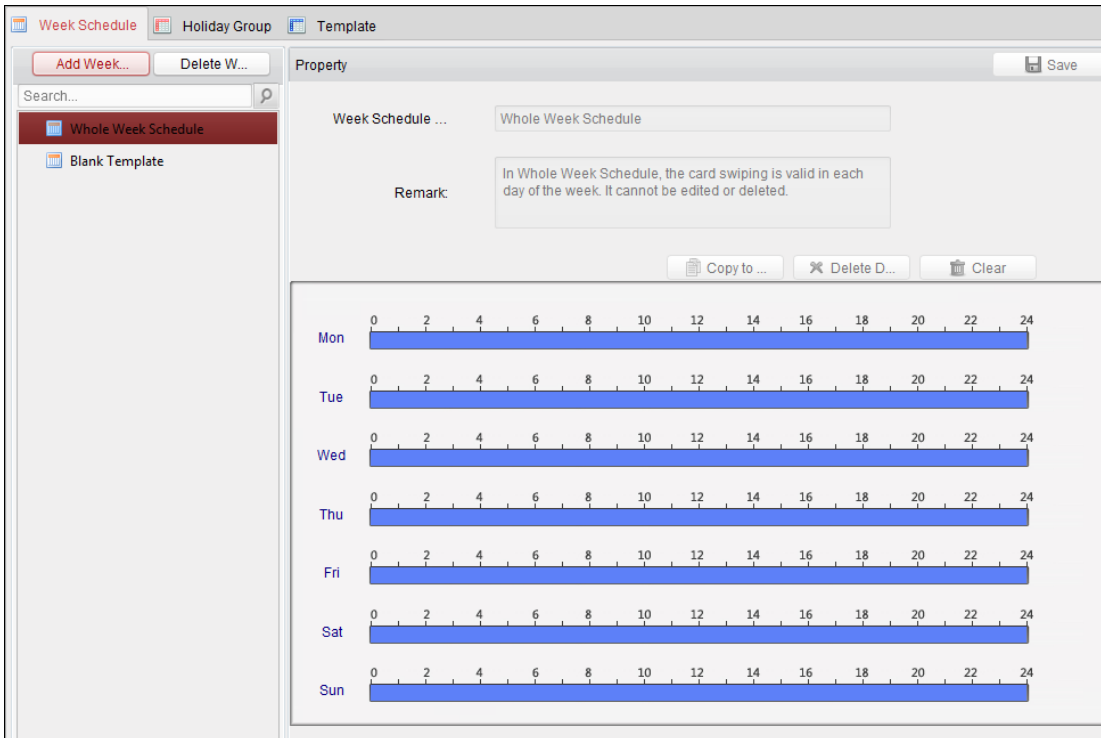 Week Schedule Holiday Group Template
Add Week... Delete W... Property Save
Search...
Whole Week Schedule
Blank Template
Week Schedule ... Whole Week Schedule
Remark: In Whole Week Schedule, the card swiping is valid in each
day of the week. It cannot be edited or deleted.
Copy to ... Delete D... Clear
0 2 4 6 8 10 12 14 16 18 20 22 24
Mon
0 2 4 6 8 10 12 14 16 18 20 22 24
Tue
0 2 4 6 8 10 12 14 16 18 20 22 24
Wed
0 2 4 6 8 10 12 14 16 18 20 22 24
Thu
0 2 4 6 8 10 12 14 16 18 20 22 24
Fri
0 2 4 6 8 10 12 14 16 18 20 22 24
Sat
0 2 4 6 8 10 12 14 16 18 20 22 24
Sun